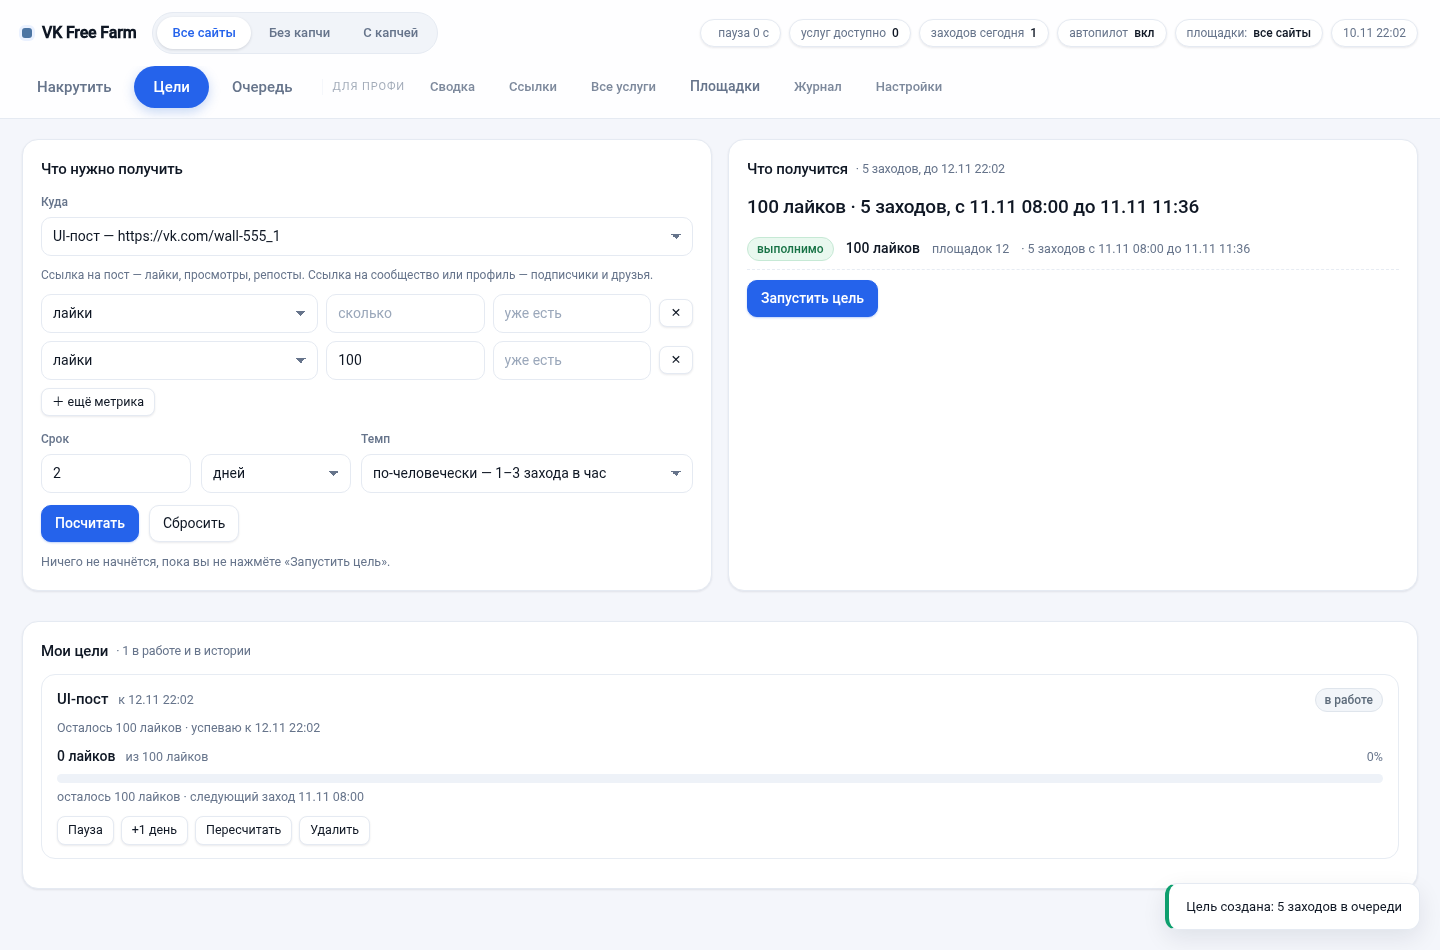 VK Free Farm
Все сайты
Без капчи
С капчей
пауза 0 с
услуг доступно 0
заходов сегодня 1
автопилот вкл
площадки: все сайты
10.11 22:02
Накрутить
Цели
Очередь
ДЛЯ ПРОФИ
Сводка
Ссылки
Все услуги
Площадки
Журнал
Настройки
Что нужно получить
Куда
UI-пост — https://vk.com/wall-555_1
Ссылка на пост — лайки, просмотры, репосты. Ссылка на сообщество или профиль — подписчики и друзья.
лайки
сколько
уже есть
×
лайки
100
уже есть
×
+ ещё метрика
Срок
Темп
2
дней
по-человечески — 1–3 захода в час
Посчитать
Сбросить
Ничего не начнётся, пока вы не нажмёте «Запустить цель».
Что получится · 5 заходов, до 12.11 22:02
100 лайков · 5 заходов, с 11.11 08:00 до 11.11 11:36
выполнимо 100 лайков площадок 12 · 5 заходов с 11.11 08:00 до 11.11 11:36
Запустить цель
Мои цели · 1 в работе и в истории
UI-пост к 12.11 22:02
в работе
Осталось 100 лайков · успеваю к 12.11 22:02
0 лайков из 100 лайков
0%
осталось 100 лайков · следующий заход 11.11 08:00
Пауза
+1 день
Пересчитать
Удалить
Цель создана: 5 заходов в очереди